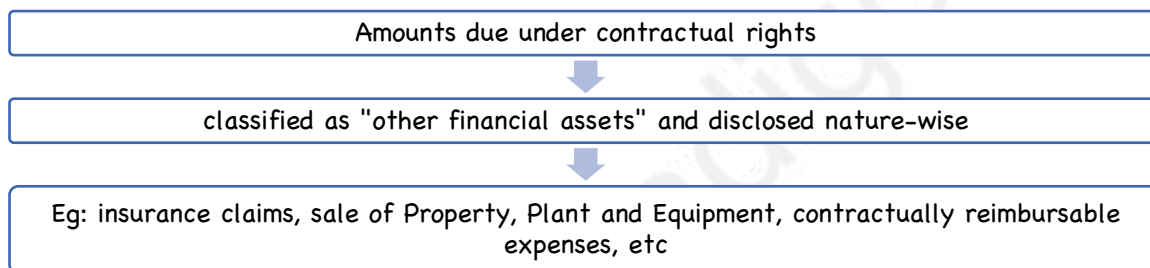 Amounts due under contractual rights
classified as "other financial assets" and disclosed nature-wise
Eg: insurance claims, sale of Property, Plant and Equipment, contractually reimbursable
expenses, etc